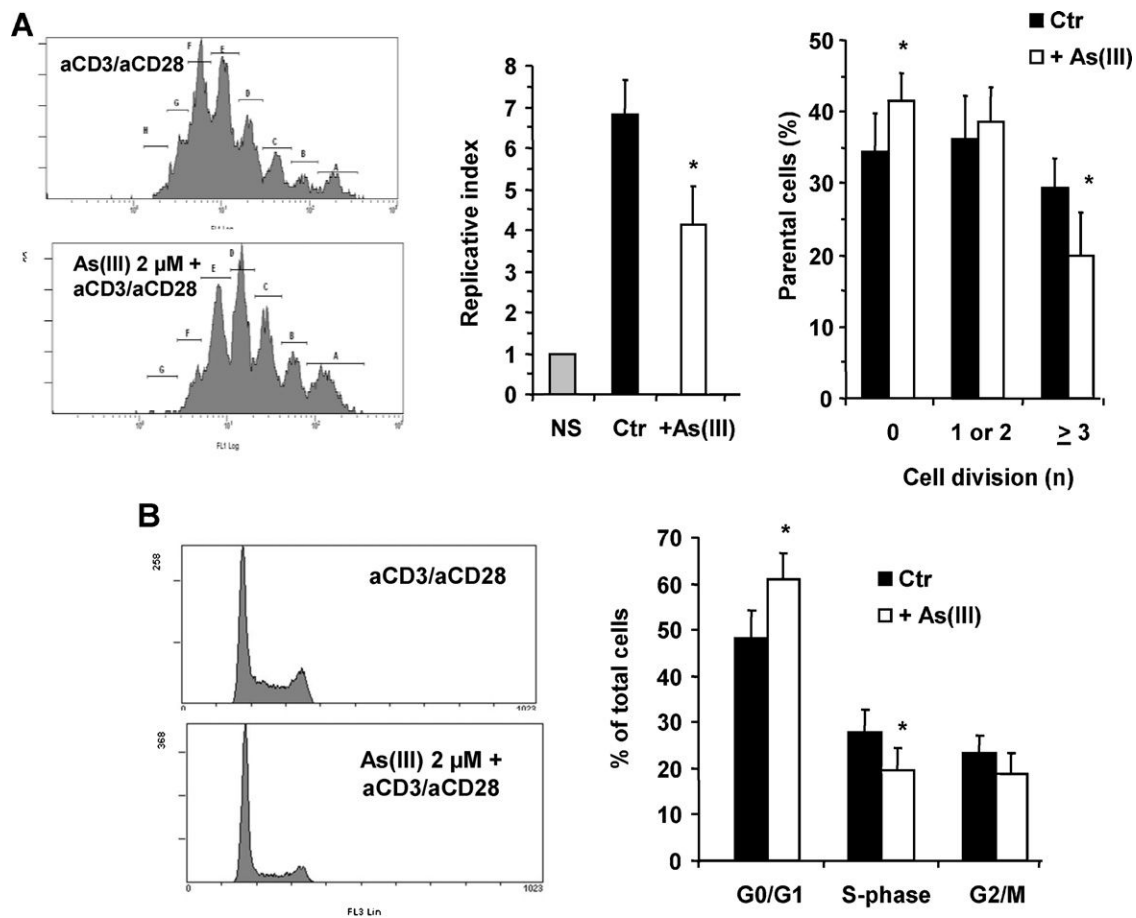 A
aCD3/aCD28
F
E
G
D
H
C
B
A
As(III) 2 µM +
aCD3/aCD28
D
E
C
F
B
A
G
FL1 Log
Replicative index
8
7
6
5
4
3
2
1
0
*
NS
Ctr
+As(III)
Ctr
+ As(III)
Parental cells (%)
50
40
30
20
10
0
*
*
0
1 or 2
≥ 3
Cell division (n)
B
258
aCD3/aCD28
1023
368
As(III) 2 µM +
aCD3/aCD28
0
1023
FL3 Lin
% of total cells
70
60
50
40
30
20
10
0
*
*
Ctr
+ As(III)
G0/G1
S-phase
G2/M